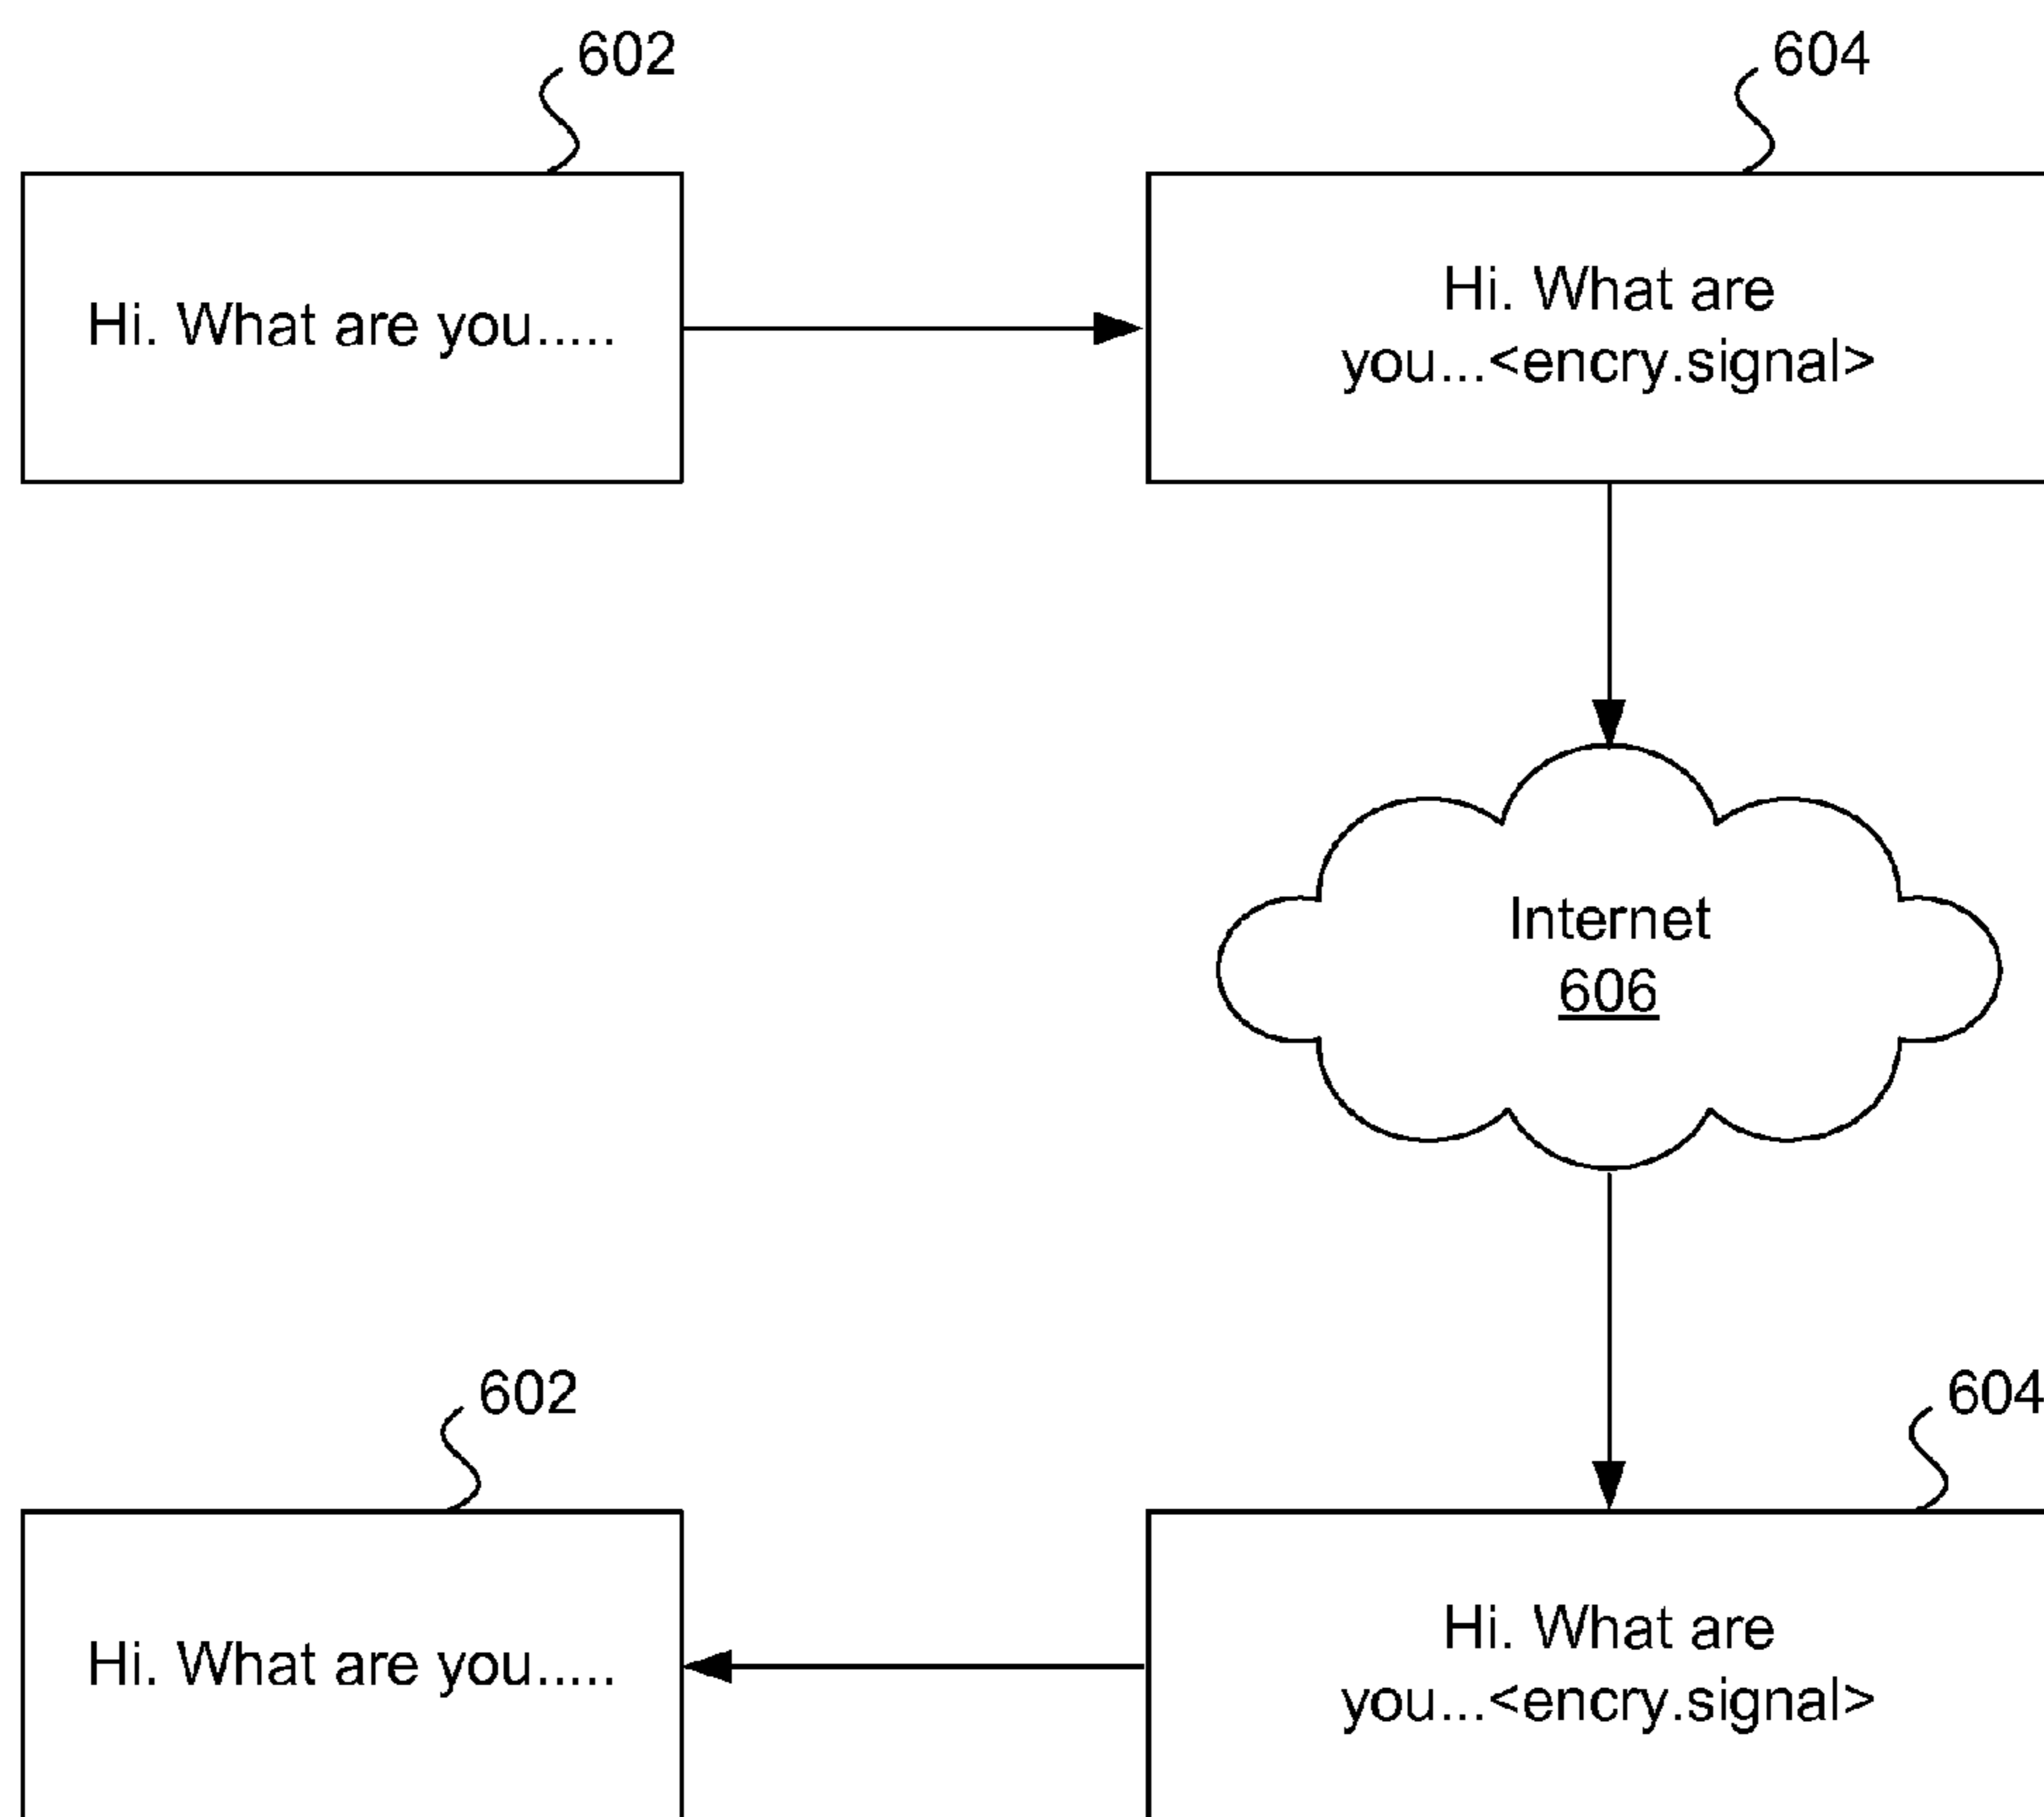 602
604
Hi. What are you.....
Hi. What are
you...<encry.signal>
Internet
606
602
604
Hi. What are you.....
Hi. What are
you...<encry.signal>